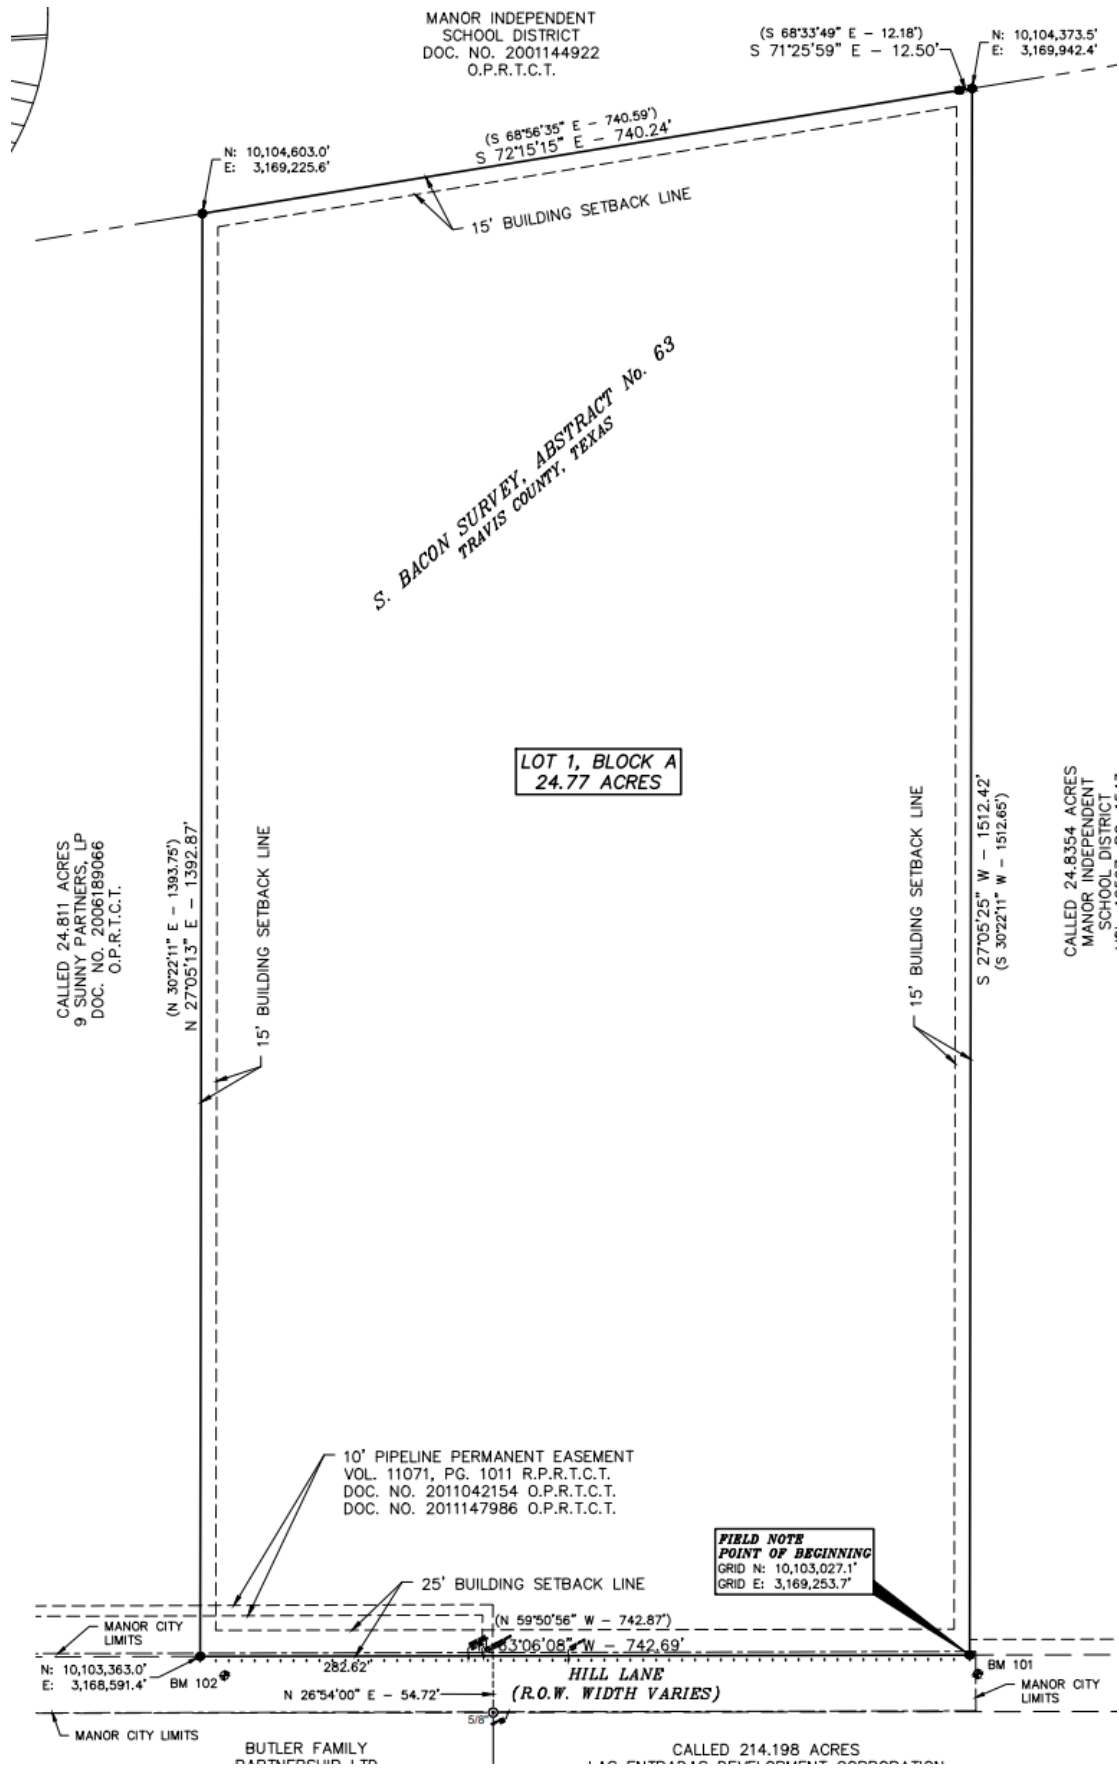 MANOR INDEPENDENT
SCHOOL DISTRICT
DOC. NO. 2001144922
O.P.R.T.C.T.
(S 68°33'49" E - 12.18')
S 71°25'59" E - 12.50'
N: 10,104,373.5'
E: 3,169,942.4'
(S 68°56'35" E - 740.59')
S 72°15'15" E - 740.24'
N: 10,104,603.0'
E: 3,169,225.6'
15' BUILDING SETBACK LINE
S. BACON SURVEY, ABSTRACT No. 63
TRAVIS COUNTY, TEXAS
LOT 1, BLOCK A
24.77 ACRES
CALLED 24.811 ACRES
9 SUNNY PARTNERS, LP
DOC. NO. 2006189066
O.P.R.T.C.T.
(N 30°22'11" E - 1393.75')
N 27°05'13" E - 1392.87'
15' BUILDING SETBACK LINE
15' BUILDING SETBACK LINE
S 27°05'25" W - 1512.42'
(S 30°22'11" W - 1512.65')
CALLED 24.8354 ACRES
MANOR INDEPENDENT
SCHOOL DISTRICT
10' PIPELINE PERMANENT EASEMENT
VOL. 11071, PG. 1011 R.P.R.T.C.T.
DOC. NO. 2011042154 O.P.R.T.C.T.
DOC. NO. 2011147986 O.P.R.T.C.T.
FIELD NOTE
POINT OF BEGINNING
GRID N: 10,103,027.1'
GRID E: 3,169,253.7'
25' BUILDING SETBACK LINE
(N 59°50'56" W - 742.87')
MANOR CITY
LIMITS
63°06'08" W - 742.69'
N: 10,103,363.0'
E: 3,168,591.4'
BM 102
282.62'
HILL LANE
(R.O.W. WIDTH VARIES)
N 26°54'00" E - 54.72'
BM 101
MANOR CITY
LIMITS
5/8"
MANOR CITY LIMITS
BUTLER FAMILY
PARTNERSHIP LTD
CALLED 214.198 ACRES
LAS ENTRADAS DEVELOPMENT CORPORATION